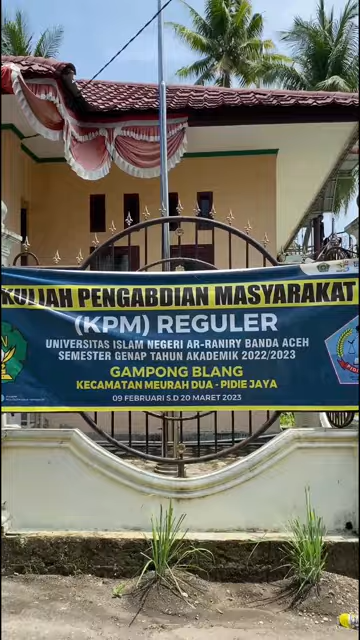 KULIAH PENGABDIAN MASYARAKAT
(KPM) REGULER
UNIVERSITAS ISLAM NEGERI AR-RANIRY BANDA ACEH
SEMESTER GENAP TAHUN AKADEMIK 2022/2023
GAMPONG BLANG
KECAMATAN MEURAH DUA - PIDIE JAYA
09 FEBRUARI S.D 20 MARET 2023